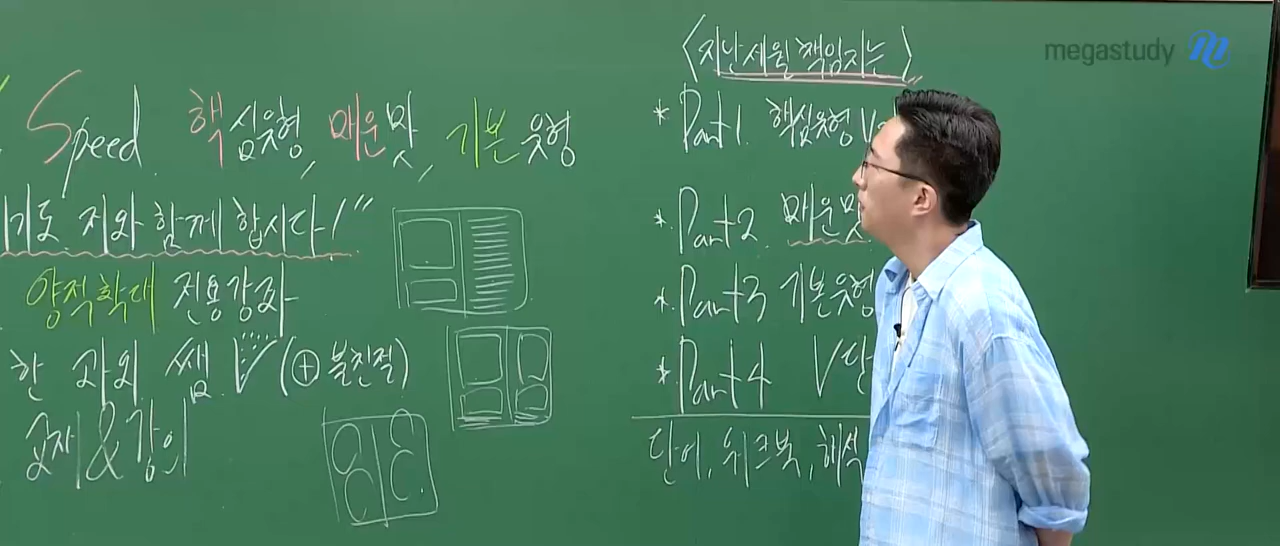 Speed 핵심유형, 매운맛, 기본유형
기도 저와 함께 합시다!"
양적학대 전용강좌
한 과외 쌤 (⊕ 불친절)
교재 & 강의
<지난세월 책임지는>
* Part1. 핵심유형 V
* Part2. 매운맛
* Part3 기본유형
* Part4 V 단
단어, 워크북, 해석
megastudy